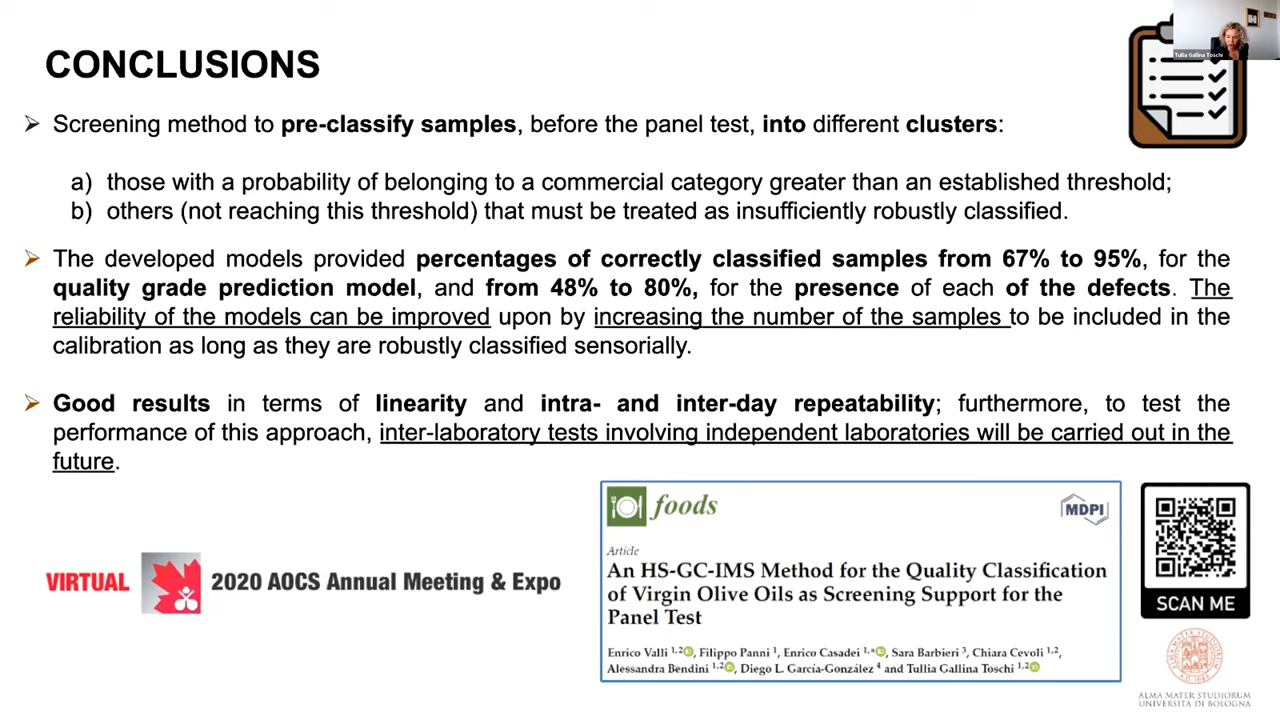 Tullia Gallina Toschi
CONCLUSIONS
➢ Screening method to pre-classify samples, before the panel test, into different clusters:
a) those with a probability of belonging to a commercial category greater than an established threshold;
b) others (not reaching this threshold) that must be treated as insufficiently robustly classified.
➢ The developed models provided percentages of correctly classified samples from 67% to 95%, for the
quality grade prediction model, and from 48% to 80%, for the presence of each of the defects. The
reliability of the models can be improved upon by increasing the number of the samples to be included in the
calibration as long as they are robustly classified sensorially.
➢ Good results in terms of linearity and intra- and inter-day repeatability; furthermore, to test the
performance of this approach, inter-laboratory tests involving independent laboratories will be carried out in the
future.
VIRTUAL 2020 AOCS Annual Meeting & Expo
foods
MDPI
Article
An HS-GC-IMS Method for the Quality Classification
of Virgin Olive Oils as Screening Support for the
Panel Test
Enrico Valli 1,2, Filippo Panni 1, Enrico Casadei 1,*, Sara Barbieri 3, Chiara Cevoli 1,2,
Alessandra Bendini 1,2, Diego L. García-González 4 and Tullia Gallina Toschi 1,2
SCAN ME
ALMA MATER STUDIORUM
UNIVERSITÀ DI BOLOGNA